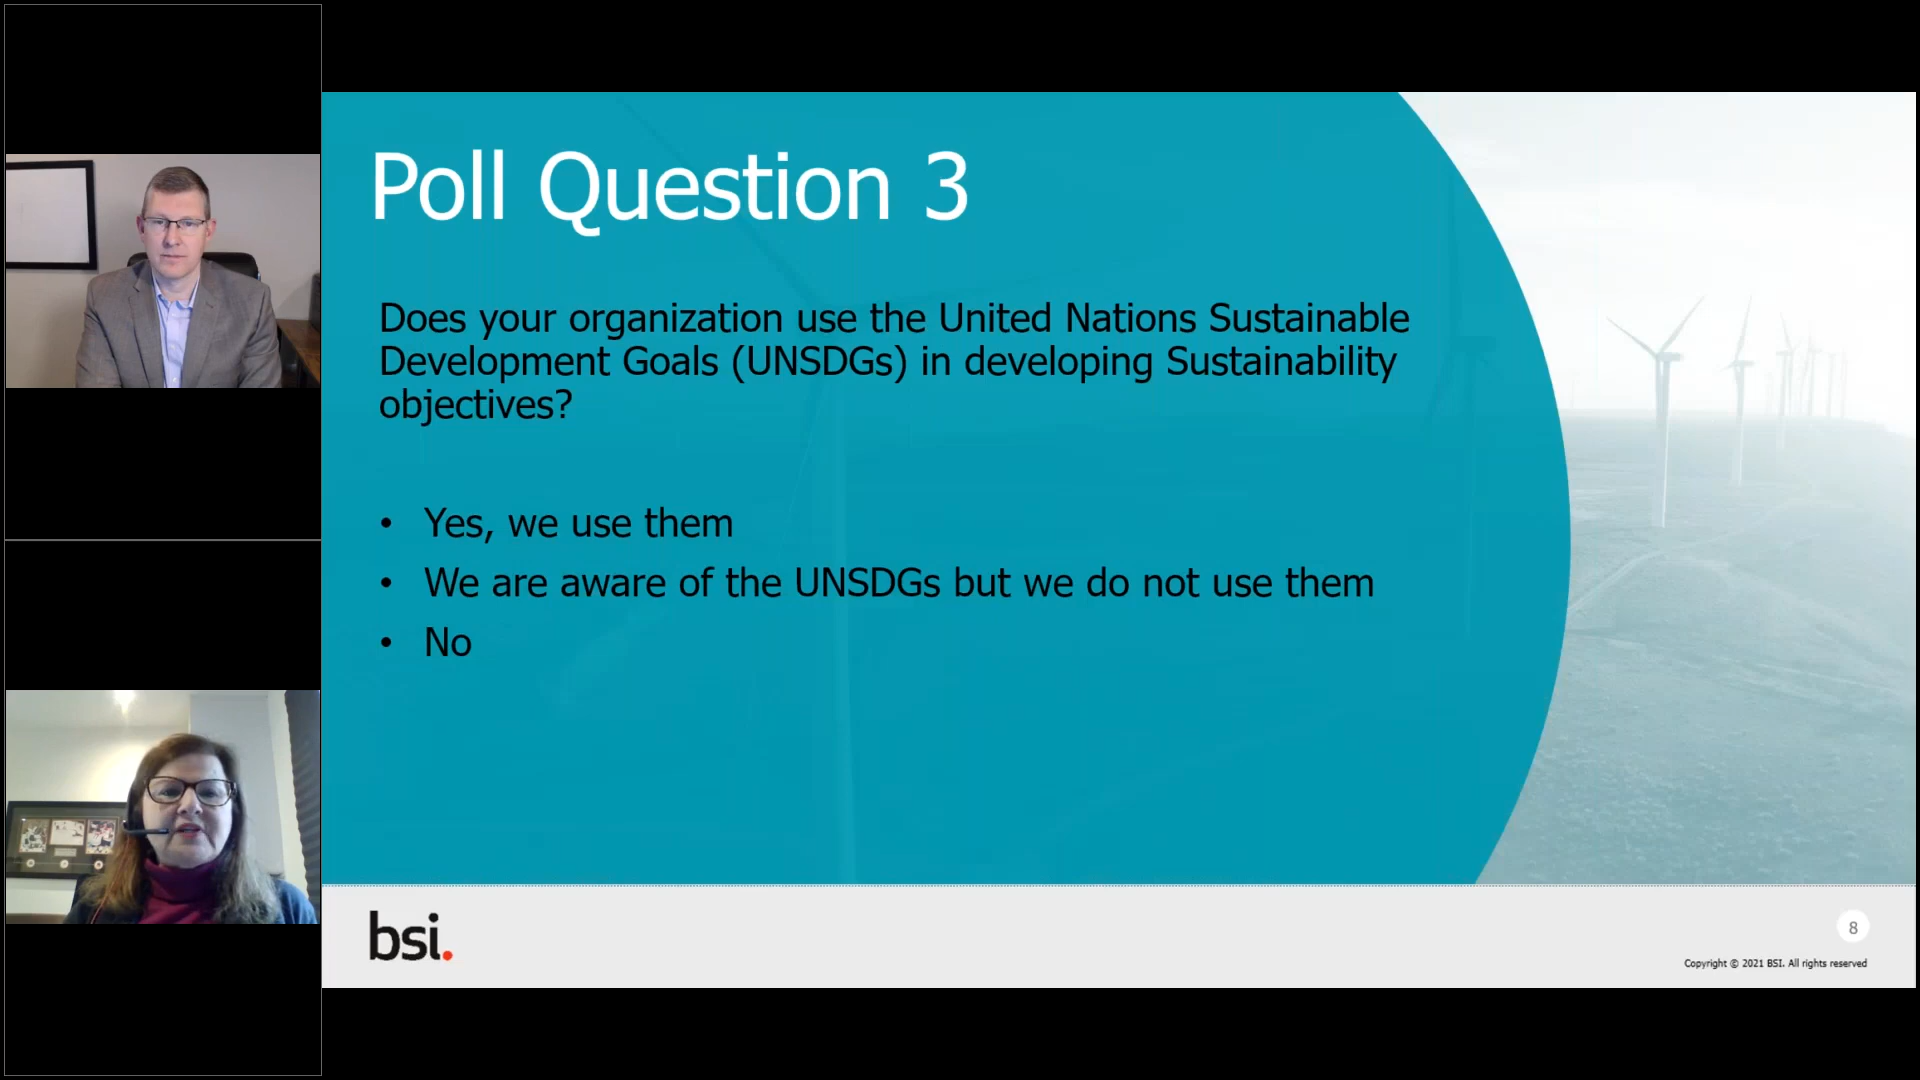 Poll Question 3
Does your organization use the United Nations Sustainable
Development Goals (UNSDGs) in developing Sustainability
objectives?
• Yes, we use them
• We are aware of the UNSDGs but we do not use them
• No
bsi.
8
Copyright © 2021 BSI. All rights reserved